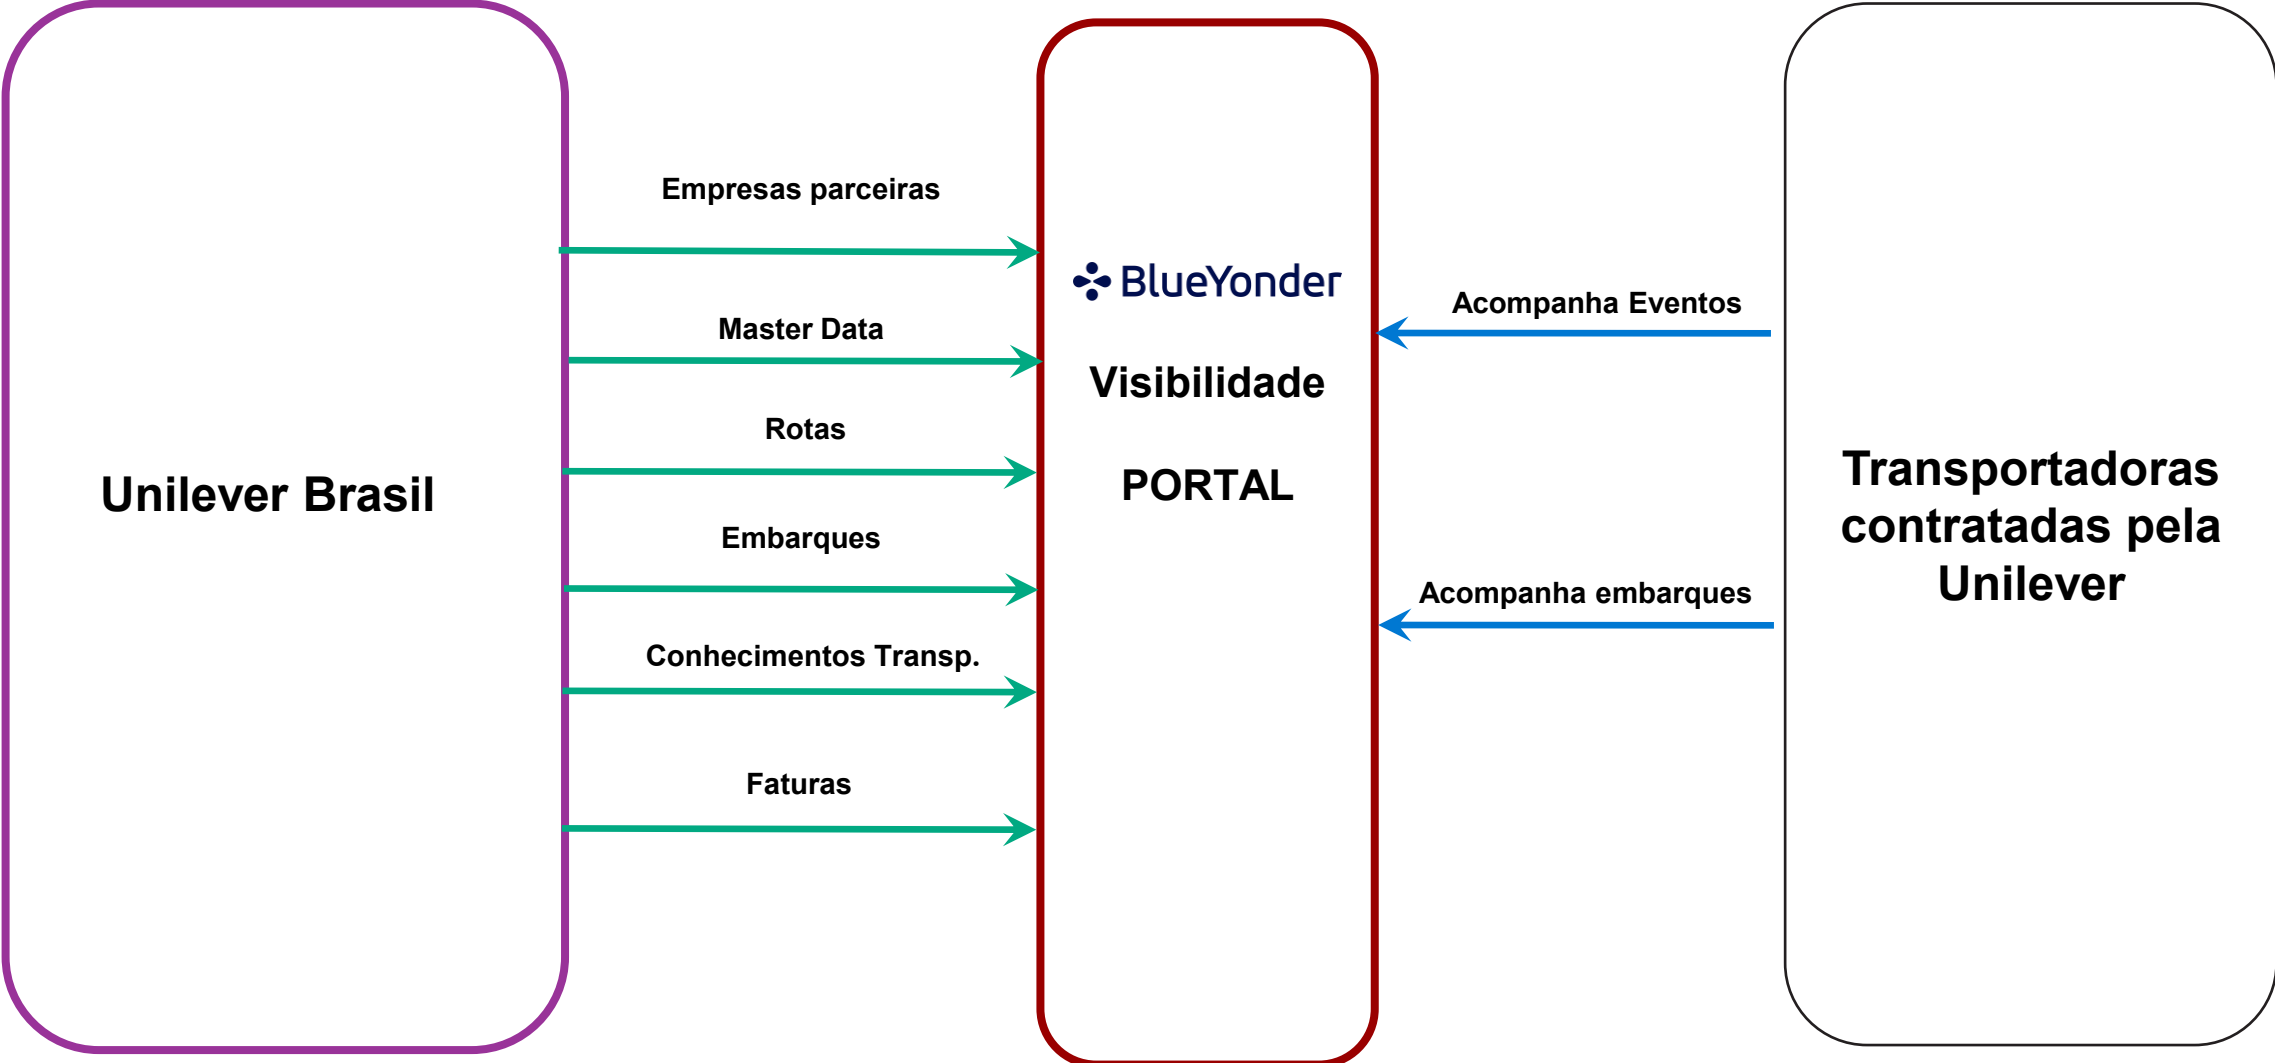 Unilever Brasil
Empresas parceiras
Master Data
Rotas
Embarques
Conhecimentos Transp.
Faturas
BlueYonder
Visibilidade
PORTAL
Acompanha Eventos
Acompanha embarques
Transportadoras
contratadas pela
Unilever